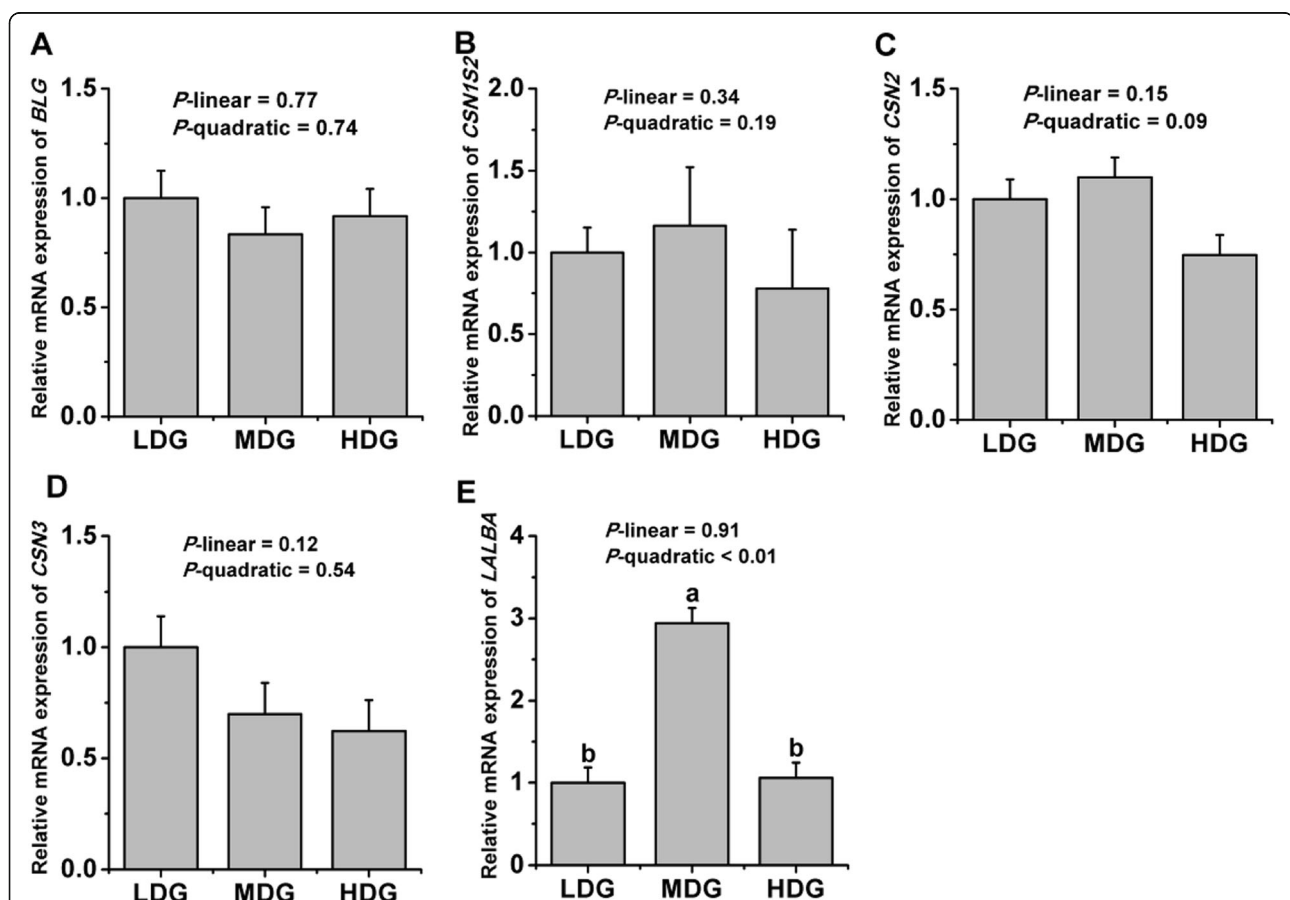 A
Relative mRNA expression of BLG
P-linear = 0.77
P-quadratic = 0.74
1.5
1.0
0.5
0.0
LDG MDG HDG
B
Relative mRNA expression of CSN1S2
P-linear = 0.34
P-quadratic = 0.19
2.0
1.5
1.0
0.5
0.0
LDG MDG HDG
C
Relative mRNA expression of CSN2
P-linear = 0.15
P-quadratic = 0.09
1.5
1.0
0.5
0.0
LDG MDG HDG
D
Relative mRNA expression of CSN3
P-linear = 0.12
P-quadratic = 0.54
1.5
1.0
0.5
0.0
LDG MDG HDG
E
Relative mRNA expression of LALBA
P-linear = 0.91
P-quadratic < 0.01
4
3
2
1
0
b a b
LDG MDG HDG